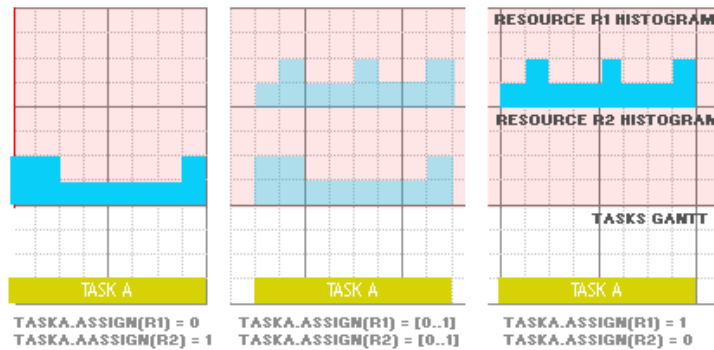 RESOURCE R1 HISTOGRAM
RESOURCE R2 HISTOGRAM
TASKS GANTT
TASK A
TASK A
TASK A
TASKA.ASSIGN(R1) = 0
TASKA.AASSIGN(R2) = 1
TASKA.ASSIGN(R1) = [0..1]
TASKA.ASSIGN(R2) = [0..1]
TASKA.ASSIGN(R1) = 1
TASKA.ASSIGN(R2) = 0